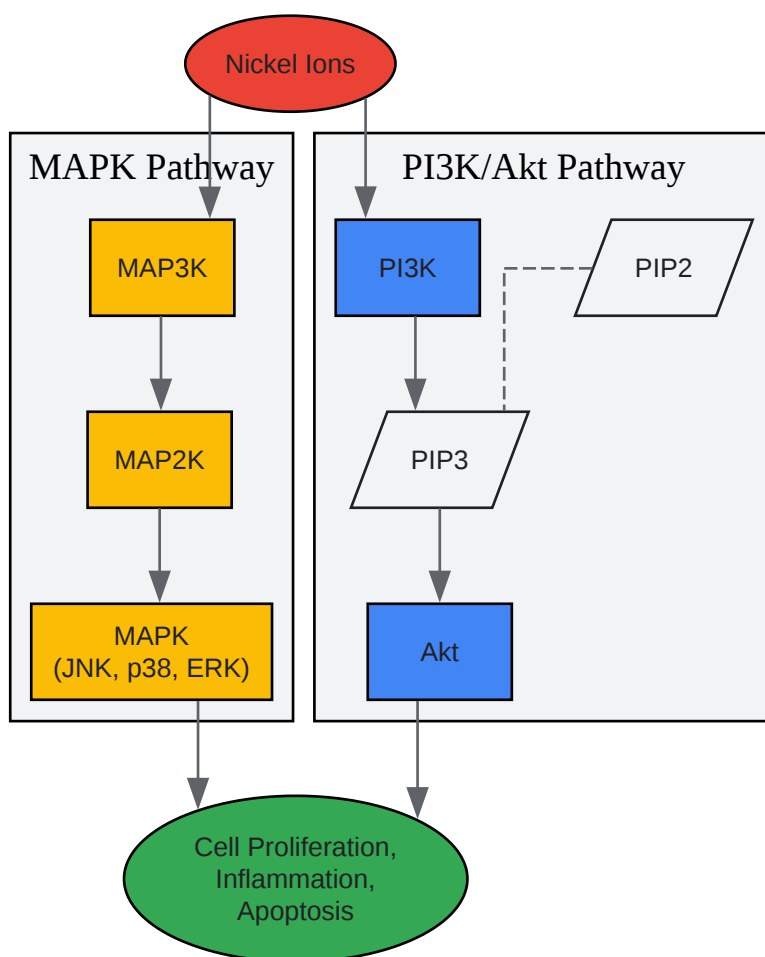 Nickel Ions
MAPK Pathway
MAP3K
MAP2K
MAPK
(JNK, p38, ERK)
PI3K/Akt Pathway
PI3K
PIP2
PIP3
Akt
Cell Proliferation,
Inflammation,
Apoptosis